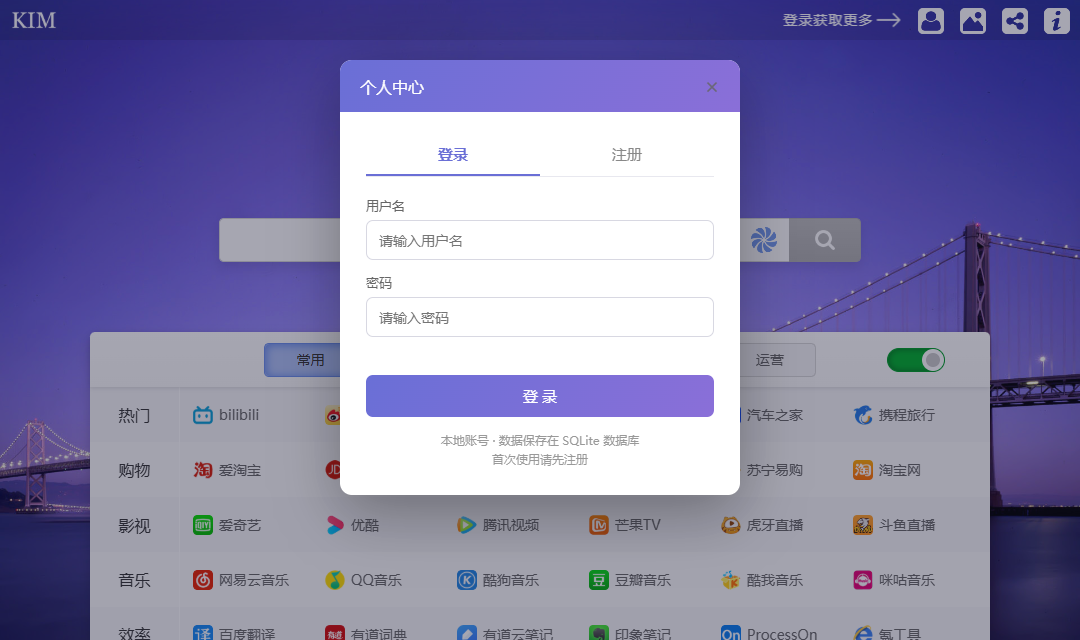 KIM
登录获取更多
个人中心
登录
注册
用户名
请输入用户名
密码
请输入密码
登 录
本地账号 · 数据保存在 SQLite 数据库
首次使用请先注册
常用
运营
热门
bilibili
汽车之家
携程旅行
购物
爱淘宝
苏宁易购
淘宝网
影视
爱奇艺
优酷
腾讯视频
芒果TV
虎牙直播
斗鱼直播
音乐
网易云音乐
QQ音乐
酷狗音乐
豆瓣音乐
酷我音乐
咪咕音乐
效率
百度翻译
有道词典
有道云笔记
印象笔记
ProcessOn
氢工具